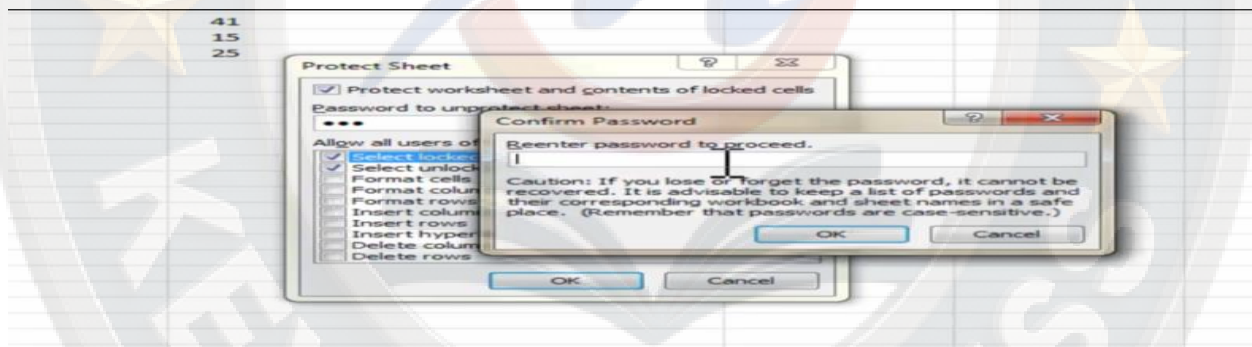 41
15
25
Protect Sheet
Protect worksheet and contents of locked cells
Password to unprotect sheet:
•••
Allow all users of
Select locked
Select unlock
Format cells
Format colum
Format rows
Insert colum
Insert rows
Insert hyper
Delete colum
Delete rows
OK
Cancel
Confirm Password
Reenter password to proceed.
Caution: If you lose or forget the password, it cannot be
recovered. It is advisable to keep a list of passwords and
their corresponding workbook and sheet names in a safe
place. (Remember that passwords are case-sensitive.)
OK
Cancel